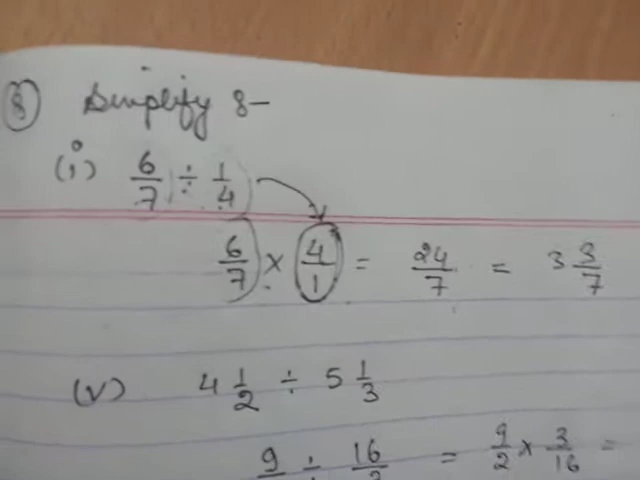 8 Simplify :-
(i) 6/7 ÷ 1/4
6/7 × 4/1 = 24/7 = 3 3/7
(v) 4 1/2 ÷ 5 1/3
9/ ÷ 16/3 = 9/2 × 3/16 =